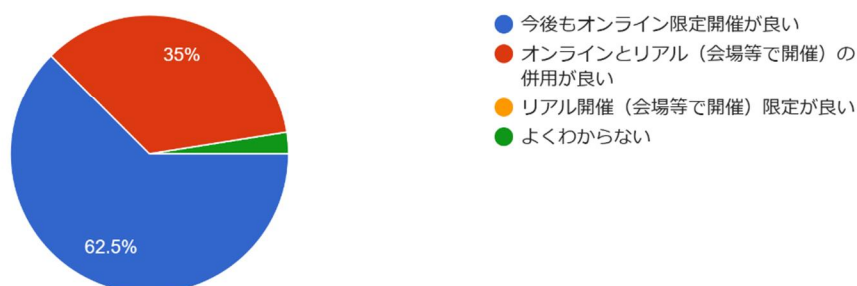 35%
62.5%
今後もオンライン限定開催が良い
オンラインとリアル（会場等で開催）の
併用が良い
リアル開催（会場等で開催）限定が良い
よくわからない